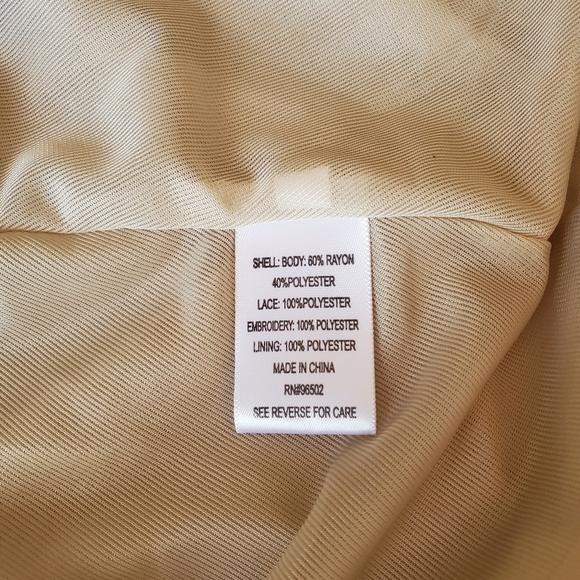 SHELL: BODY: 60% RAYON
40%POLYESTER
LACE: 100%POLYESTER
EMBROIDERY: 100% POLYESTER
LINING: 100% POLYESTER
MADE IN CHINA
RN#96502
SEE REVERSE FOR CARE